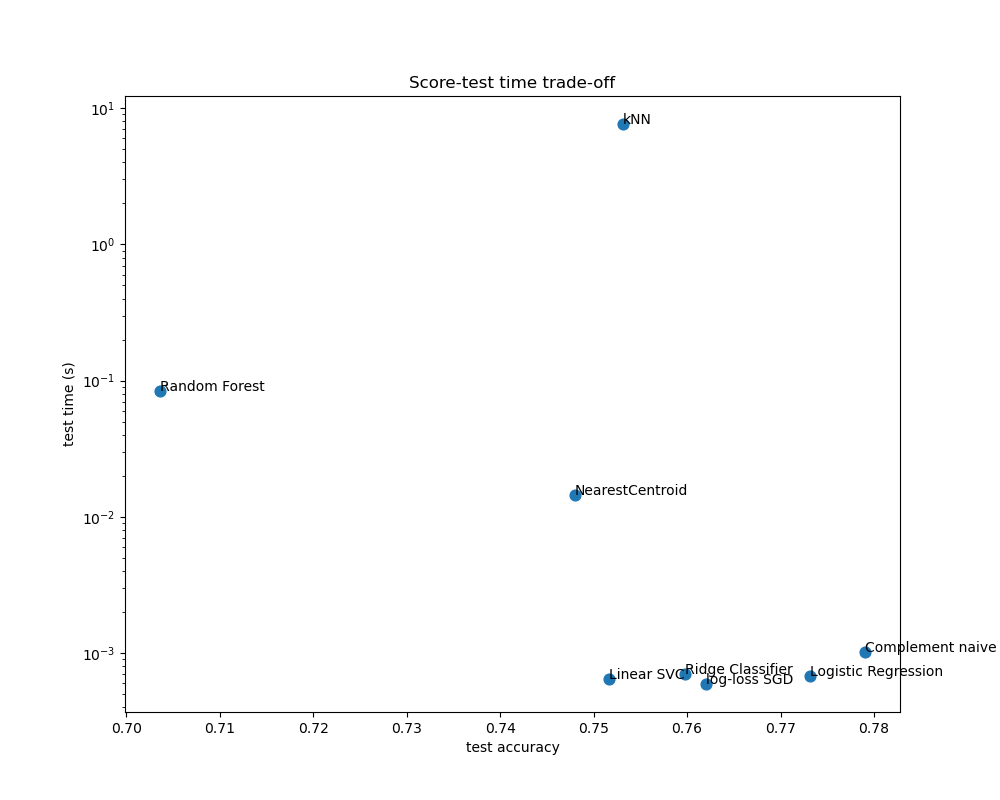 Score-test time trade-off
kNN
Random Forest
NearestCentroid
Complement naive
Ridge Classifier
Logistic Regression
Linear SVC
log-loss SGD
test time (s)
10¹
10⁰
10⁻¹
10⁻²
10⁻³
0.70 0.71 0.72 0.73 0.74 0.75 0.76 0.77 0.78
test accuracy